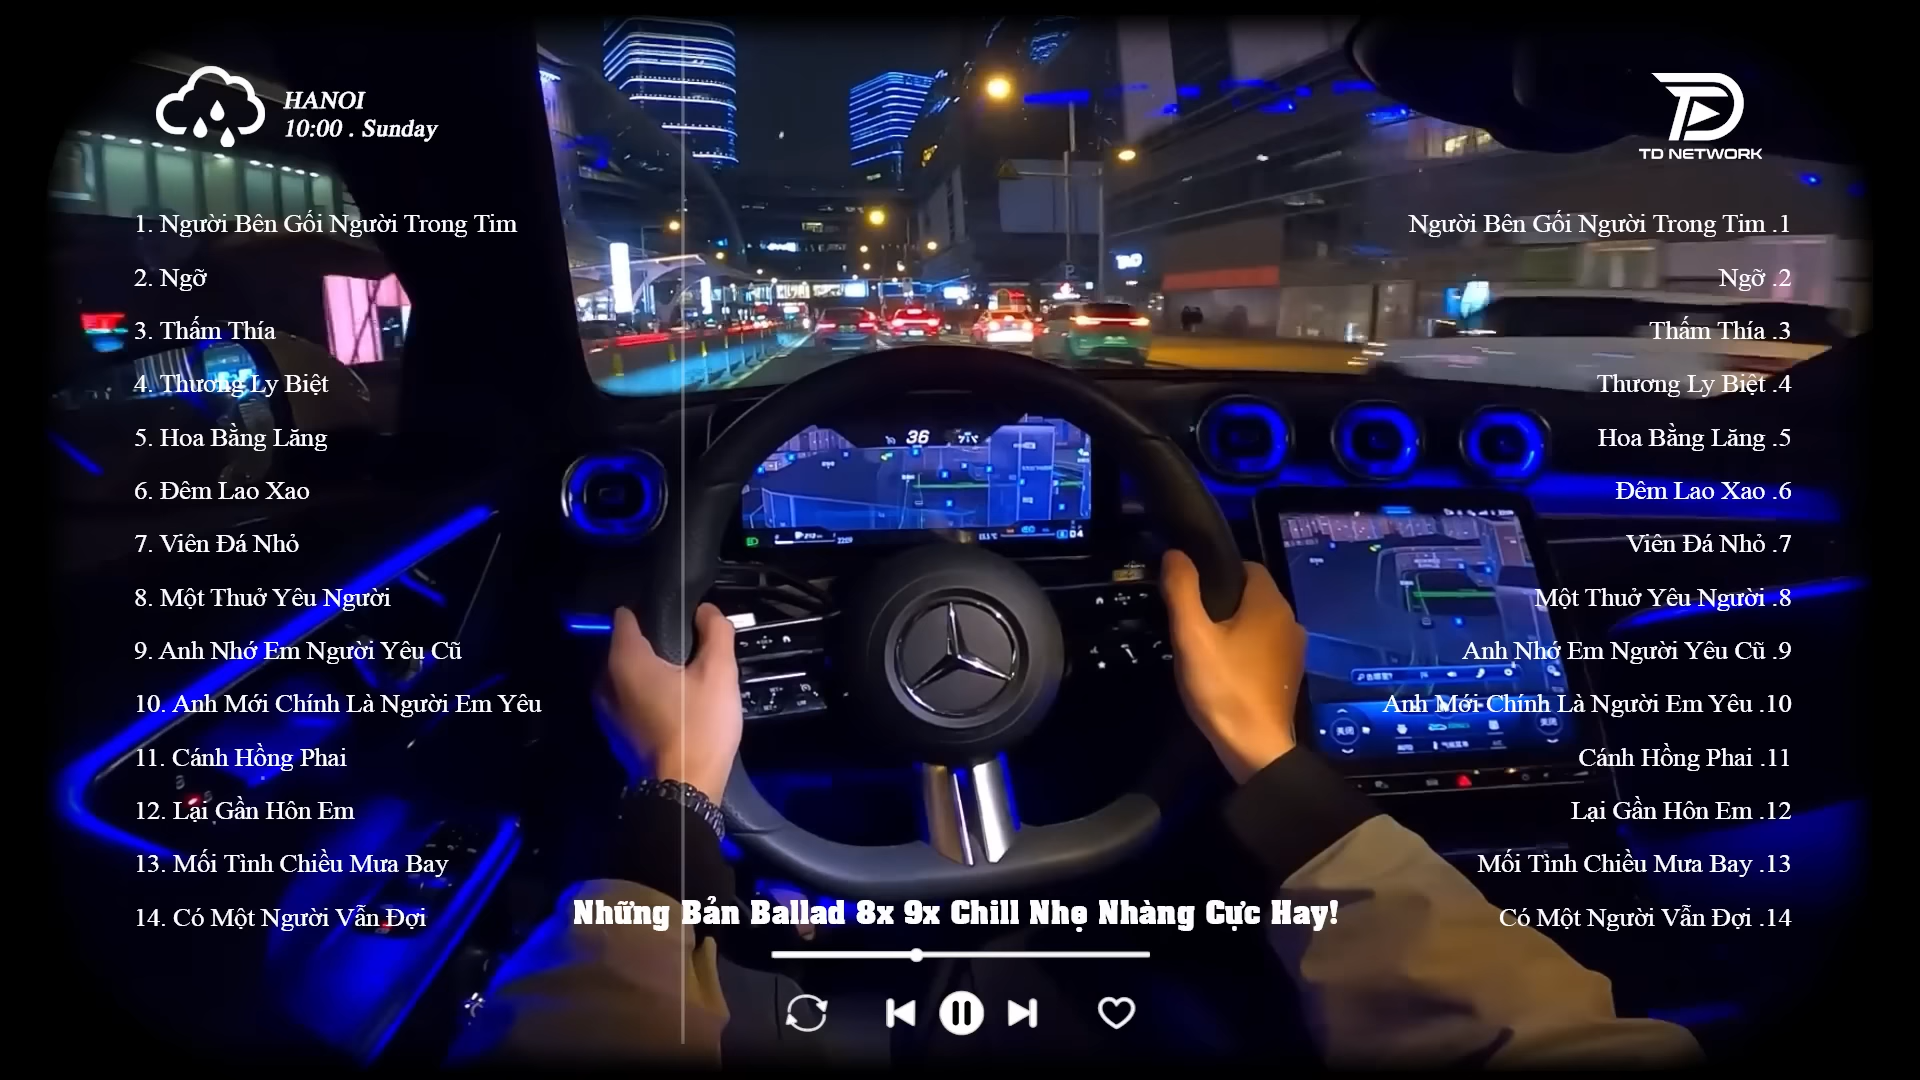 HANOI
10:00 . Sunday
TD NETWORK
1. Người Bên Gối Người Trong Tim
2. Ngỡ
3. Thấm Thía
4. Thương Ly Biệt
5. Hoa Bằng Lăng
6. Đêm Lao Xao
7. Viên Đá Nhỏ
8. Một Thuở Yêu Người
9. Anh Nhớ Em Người Yêu Cũ
10. Anh Mới Chính Là Người Em Yêu
11. Cánh Hồng Phai
12. Lại Gần Hôn Em
13. Mối Tình Chiều Mưa Bay
14. Có Một Người Vẫn Đợi
Người Bên Gối Người Trong Tim .1
Ngỡ .2
Thấm Thía .3
Thương Ly Biệt .4
Hoa Bằng Lăng .5
Đêm Lao Xao .6
Viên Đá Nhỏ .7
Một Thuở Yêu Người .8
Anh Nhớ Em Người Yêu Cũ .9
Anh Mới Chính Là Người Em Yêu .10
Cánh Hồng Phai .11
Lại Gần Hôn Em .12
Mối Tình Chiều Mưa Bay .13
Có Một Người Vẫn Đợi .14
36
22:09
Những Bản Ballad 8x 9x Chill Nhẹ Nhàng Cực Hay!